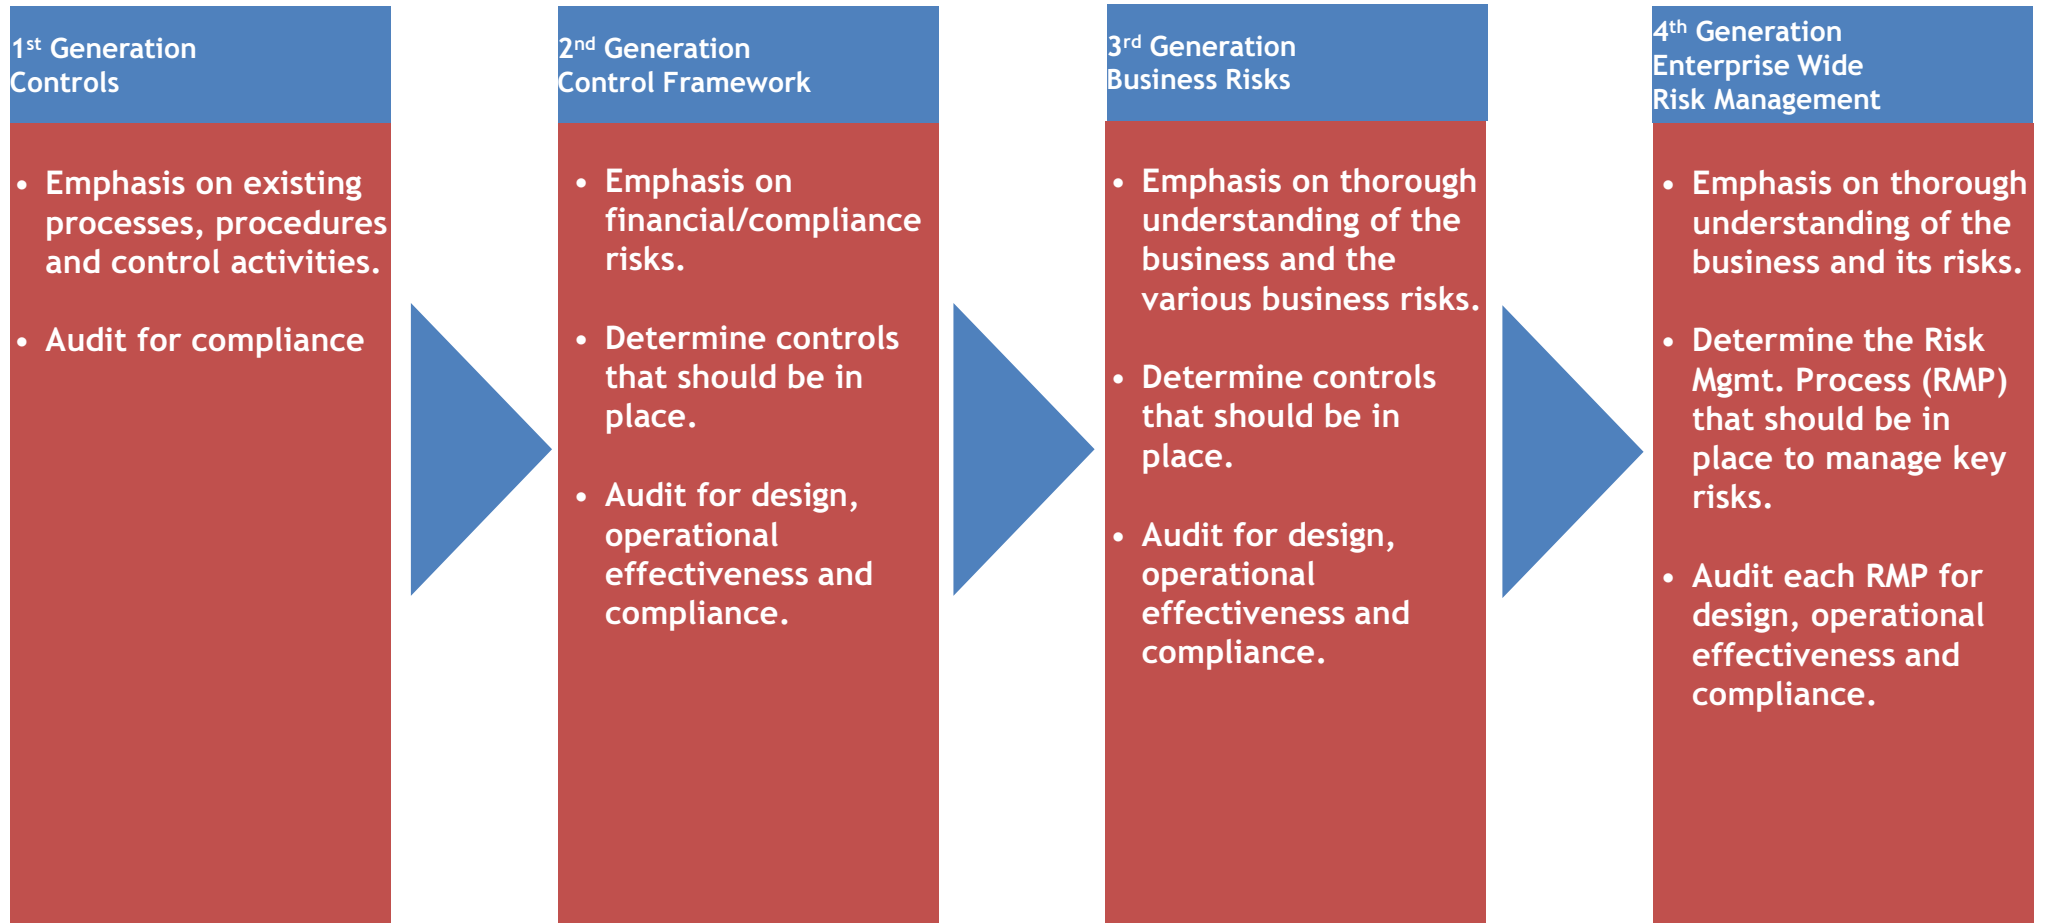 1st Generation
Controls
• Emphasis on existing
processes, procedures
and control activities.
• Audit for compliance
2nd Generation
Control Framework
• Emphasis on
financial/compliance
risks.
• Determine controls
that should be in
place.
• Audit for design,
operational
effectiveness and
compliance.
3rd Generation
Business Risks
• Emphasis on thorough
understanding of the
business and the
various business risks.
• Determine controls
that should be in
place.
• Audit for design,
operational
effectiveness and
compliance.
4th Generation
Enterprise Wide
Risk Management
• Emphasis on thorough
understanding of the
business and its risks.
• Determine the Risk
Mgmt. Process (RMP)
that should be in
place to manage key
risks.
• Audit each RMP for
design, operational
effectiveness and
compliance.